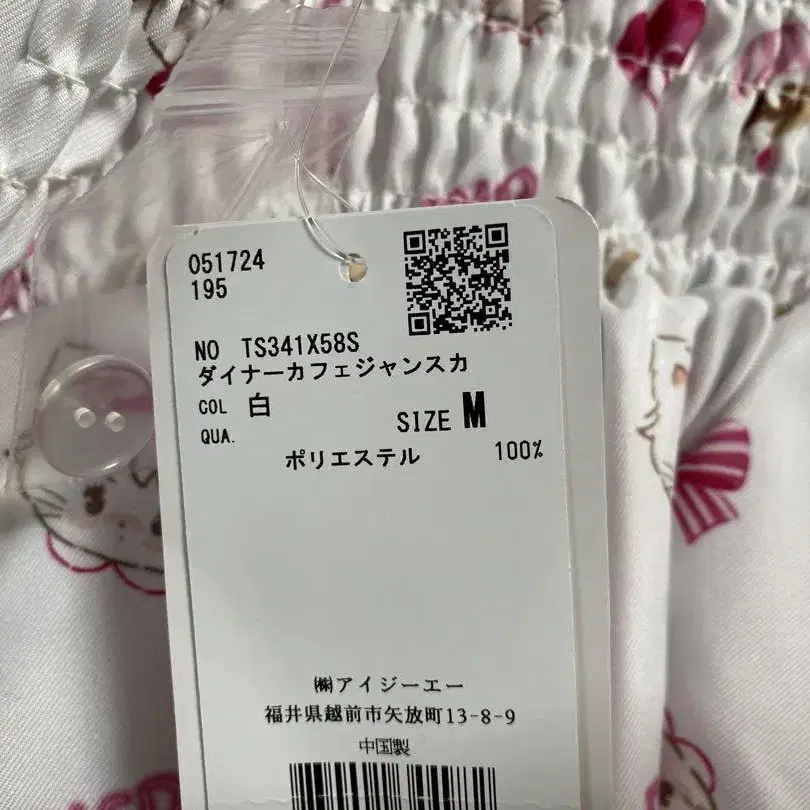 051724
195
NO TS341X58S
ダイナーカフェジャンスカ
COL 白
SIZE M
QUA.
ポリエステル 100%
㈱アイジーエー
福井県越前市矢放町13-8-9
中国製